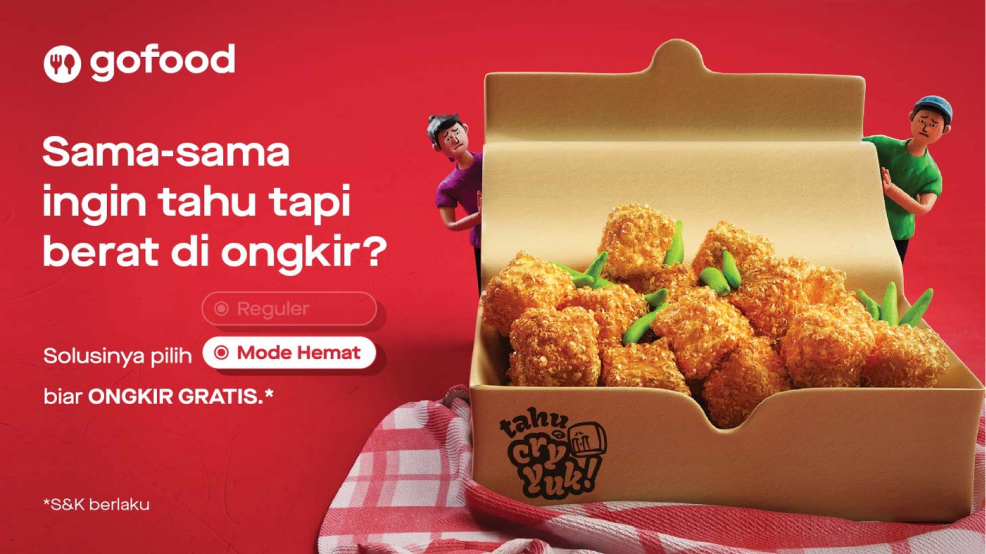 gofood
Sama-sama
ingin tahu tapi
berat di ongkir?
Reguler
Solusinya pilih Mode Hemat
biar ONGKIR GRATIS.*
*S&K berlaku
tahu
cry
yuk!